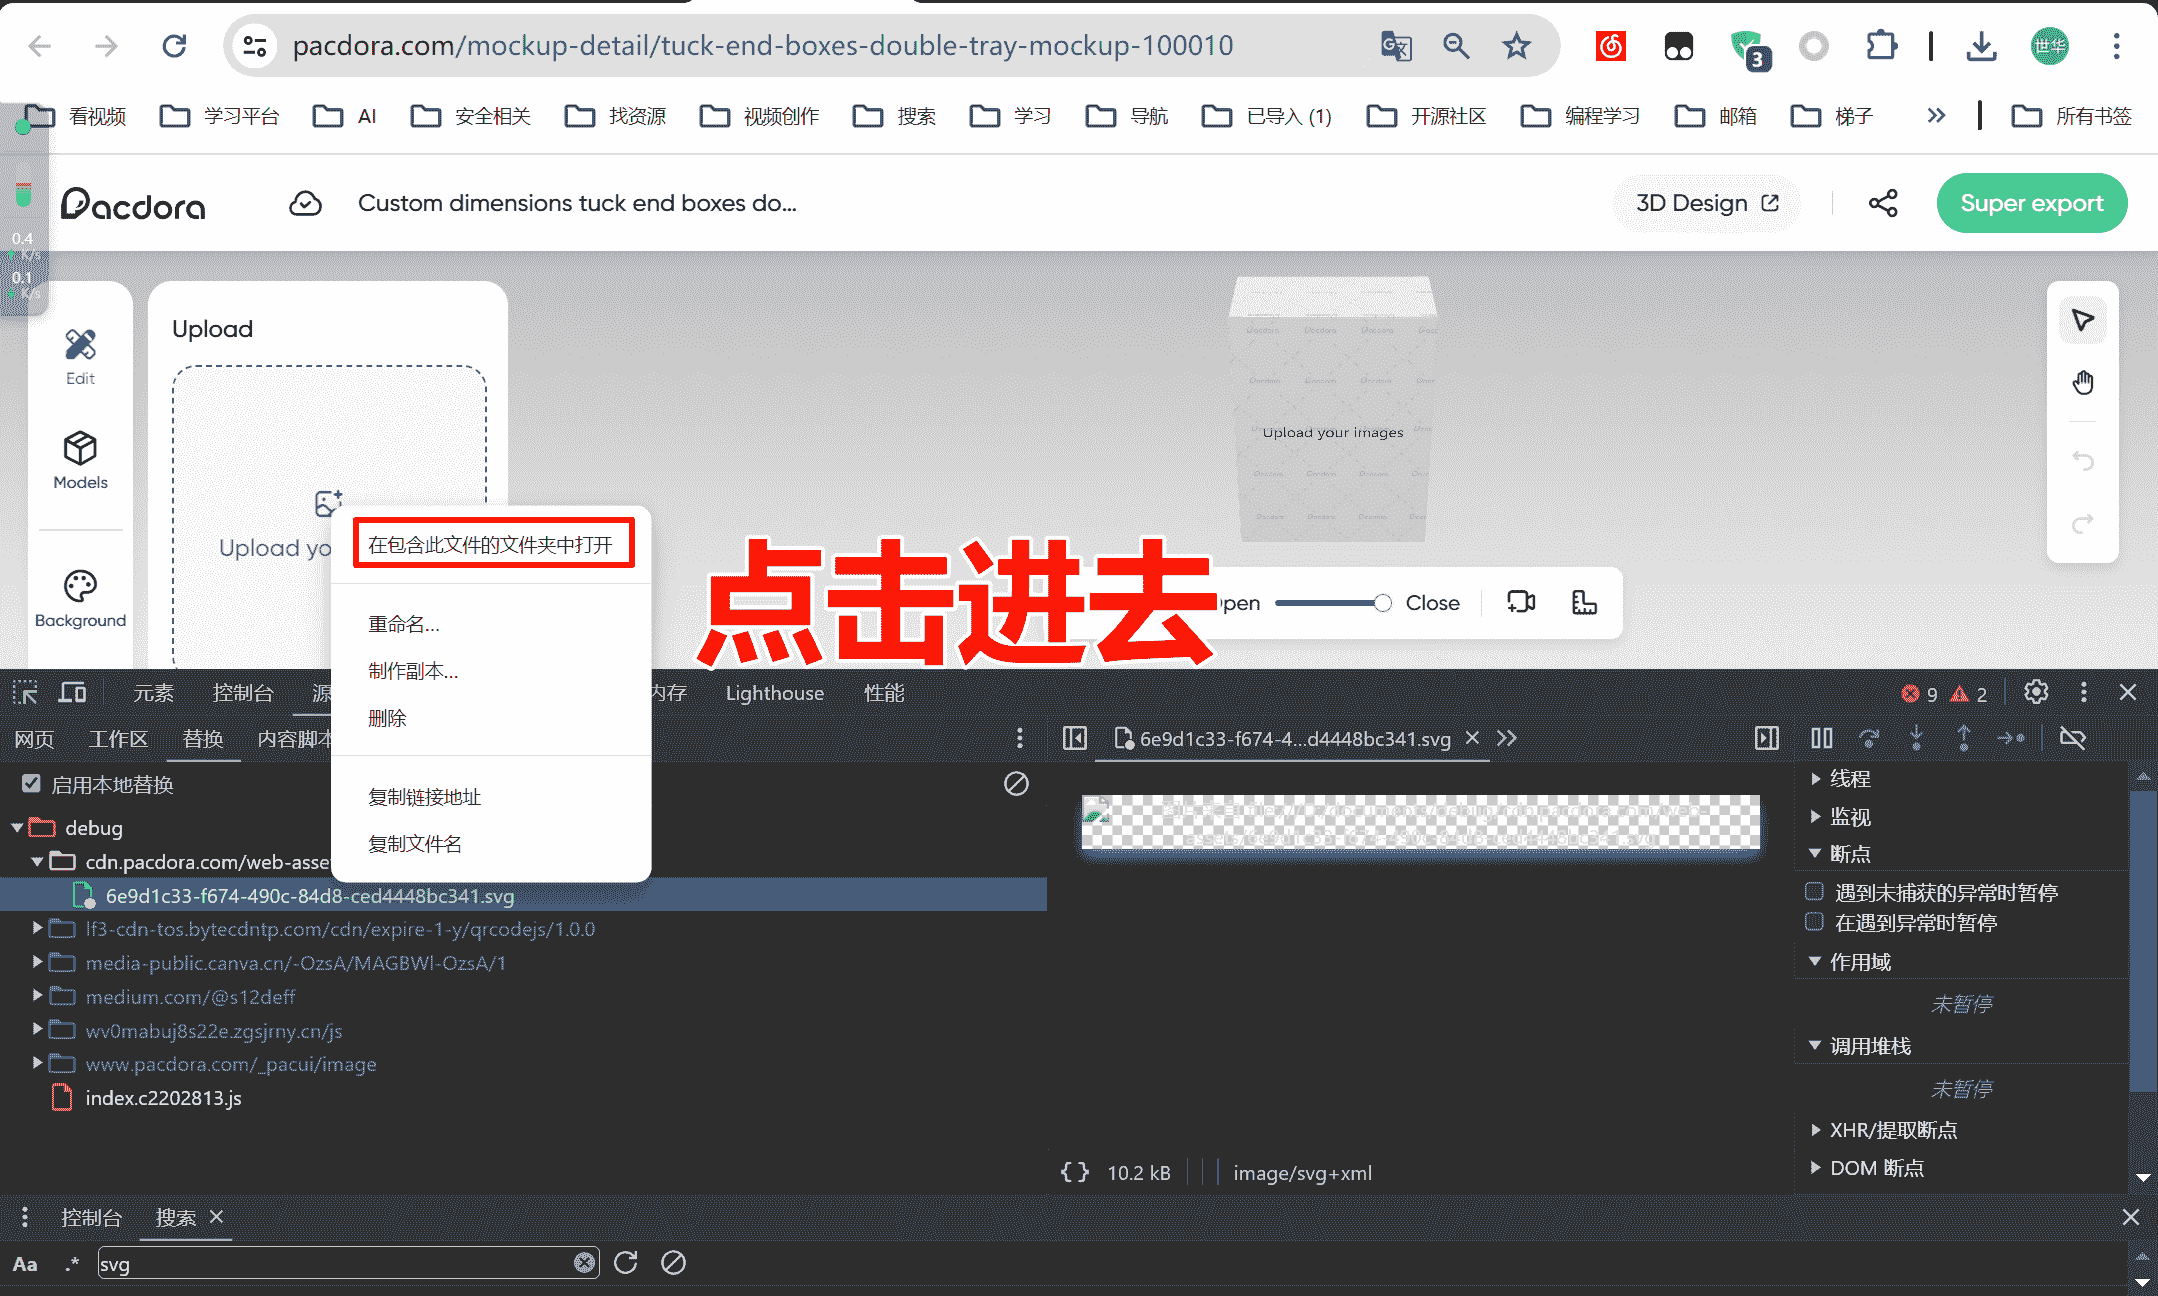 pacdora.com/mockup-detail/tuck-end-boxes-double-tray-mockup-100010
3
世华
看视频
学习平台
AI
安全相关
找资源
视频创作
搜索
学习
导航
已导入 (1)
开源社区
编程学习
邮箱
梯子
所有书签
Pacdora
Custom dimensions tuck end boxes do...
3D Design
Super export
0.4
K/s
0.1
K/s
Edit
Models
Background
Upload
Upload yo
Upload your images
在包含此文件的文件夹中打开
重命名...
制作副本...
删除
复制链接地址
复制文件名
点击进去
pen
Close
元素
控制台
源
内存
Lighthouse
性能
9
2
网页
工作区
替换
内容脚本
6e9d1c33-f674-4...d4448bc341.svg
启用本地替换
debug
cdn.pacdora.com/web-asse
6e9d1c33-f674-490c-84d8-ced4448bc341.svg
lf3-cdn-tos.bytecdntp.com/cdn/expire-1-y/qrcodejs/1.0.0
media-public.canva.cn/-OzsA/MAGBWl-OzsA/1
medium.com/@s12deff
wv0mabuj8s22e.zgsjrny.cn/js
www.pacdora.com/_pacui/image
index.c2202813.js
{ } 10.2 kB
image/svg+xml
线程
监视
断点
遇到未捕获的异常时暂停
在遇到异常时暂停
作用域
未暂停
调用堆栈
未暂停
XHR/提取断点
DOM 断点
控制台
搜索
Aa
.*
svg